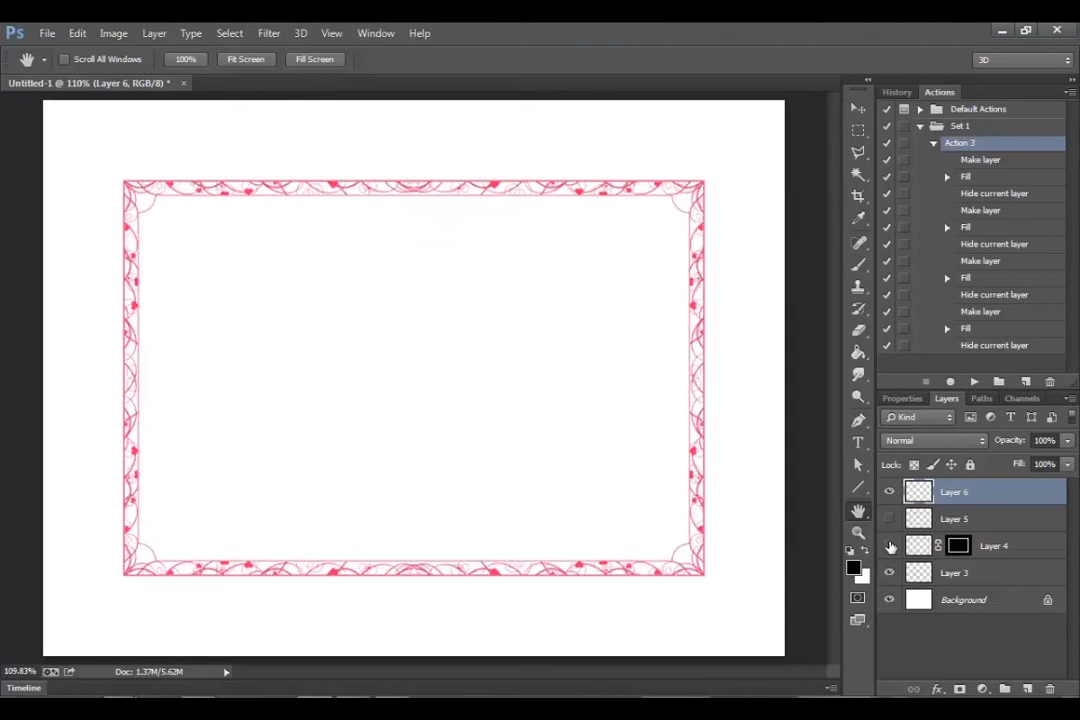 Ps File Edit Image Layer Type Select Filter 3D View Window Help
Scroll All Windows 100% Fit Screen Fill Screen 3D
Untitled-1 @ 110% (Layer 6, RGB/8) *
History Actions
Default Actions
Set 1
Action 3
Make layer
Fill
Hide current layer
Make layer
Fill
Hide current layer
Make layer
Fill
Hide current layer
Make layer
Fill
Hide current layer
Properties Layers Paths Channels
Kind
Normal Opacity: 100%
Lock: Fill: 100%
Layer 6
Layer 5
Layer 4
Layer 3
Background
109.83% Doc: 1.37M/5.62M
Timeline